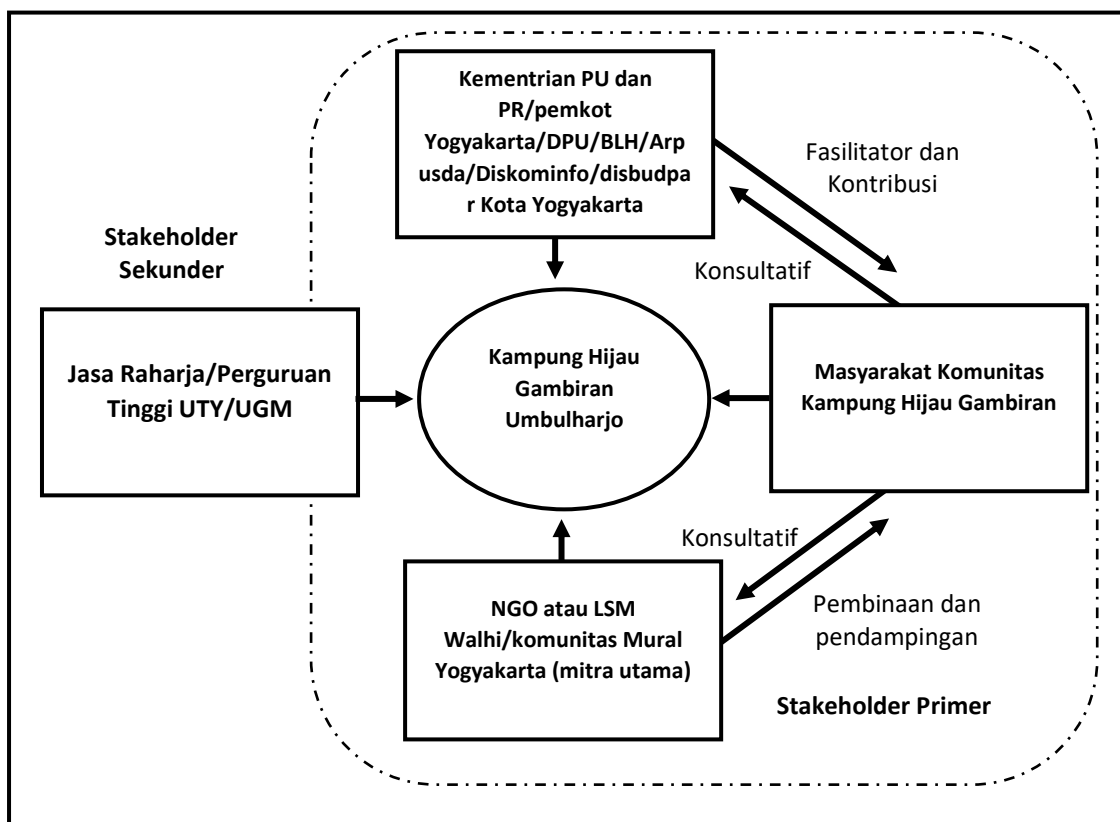 Kementrian PU dan
PR/pemkot
Yogyakarta/DPU/BLH/Arp
usda/Diskominfo/disbudpa
r Kota Yogyakarta
Fasilitator dan
Kontribusi
Stakeholder
Sekunder
Konsultatif
Jasa Raharja/Perguruan
Tinggi UTY/UGM
Kampung Hijau
Gambiran
Umbulharjo
Masyarakat Komunitas
Kampung Hijau Gambiran
Konsultatif
NGO atau LSM
Walhi/komunitas Mural
Yogyakarta (mitra utama)
Pembinaan dan
pendampingan
Stakeholder Primer